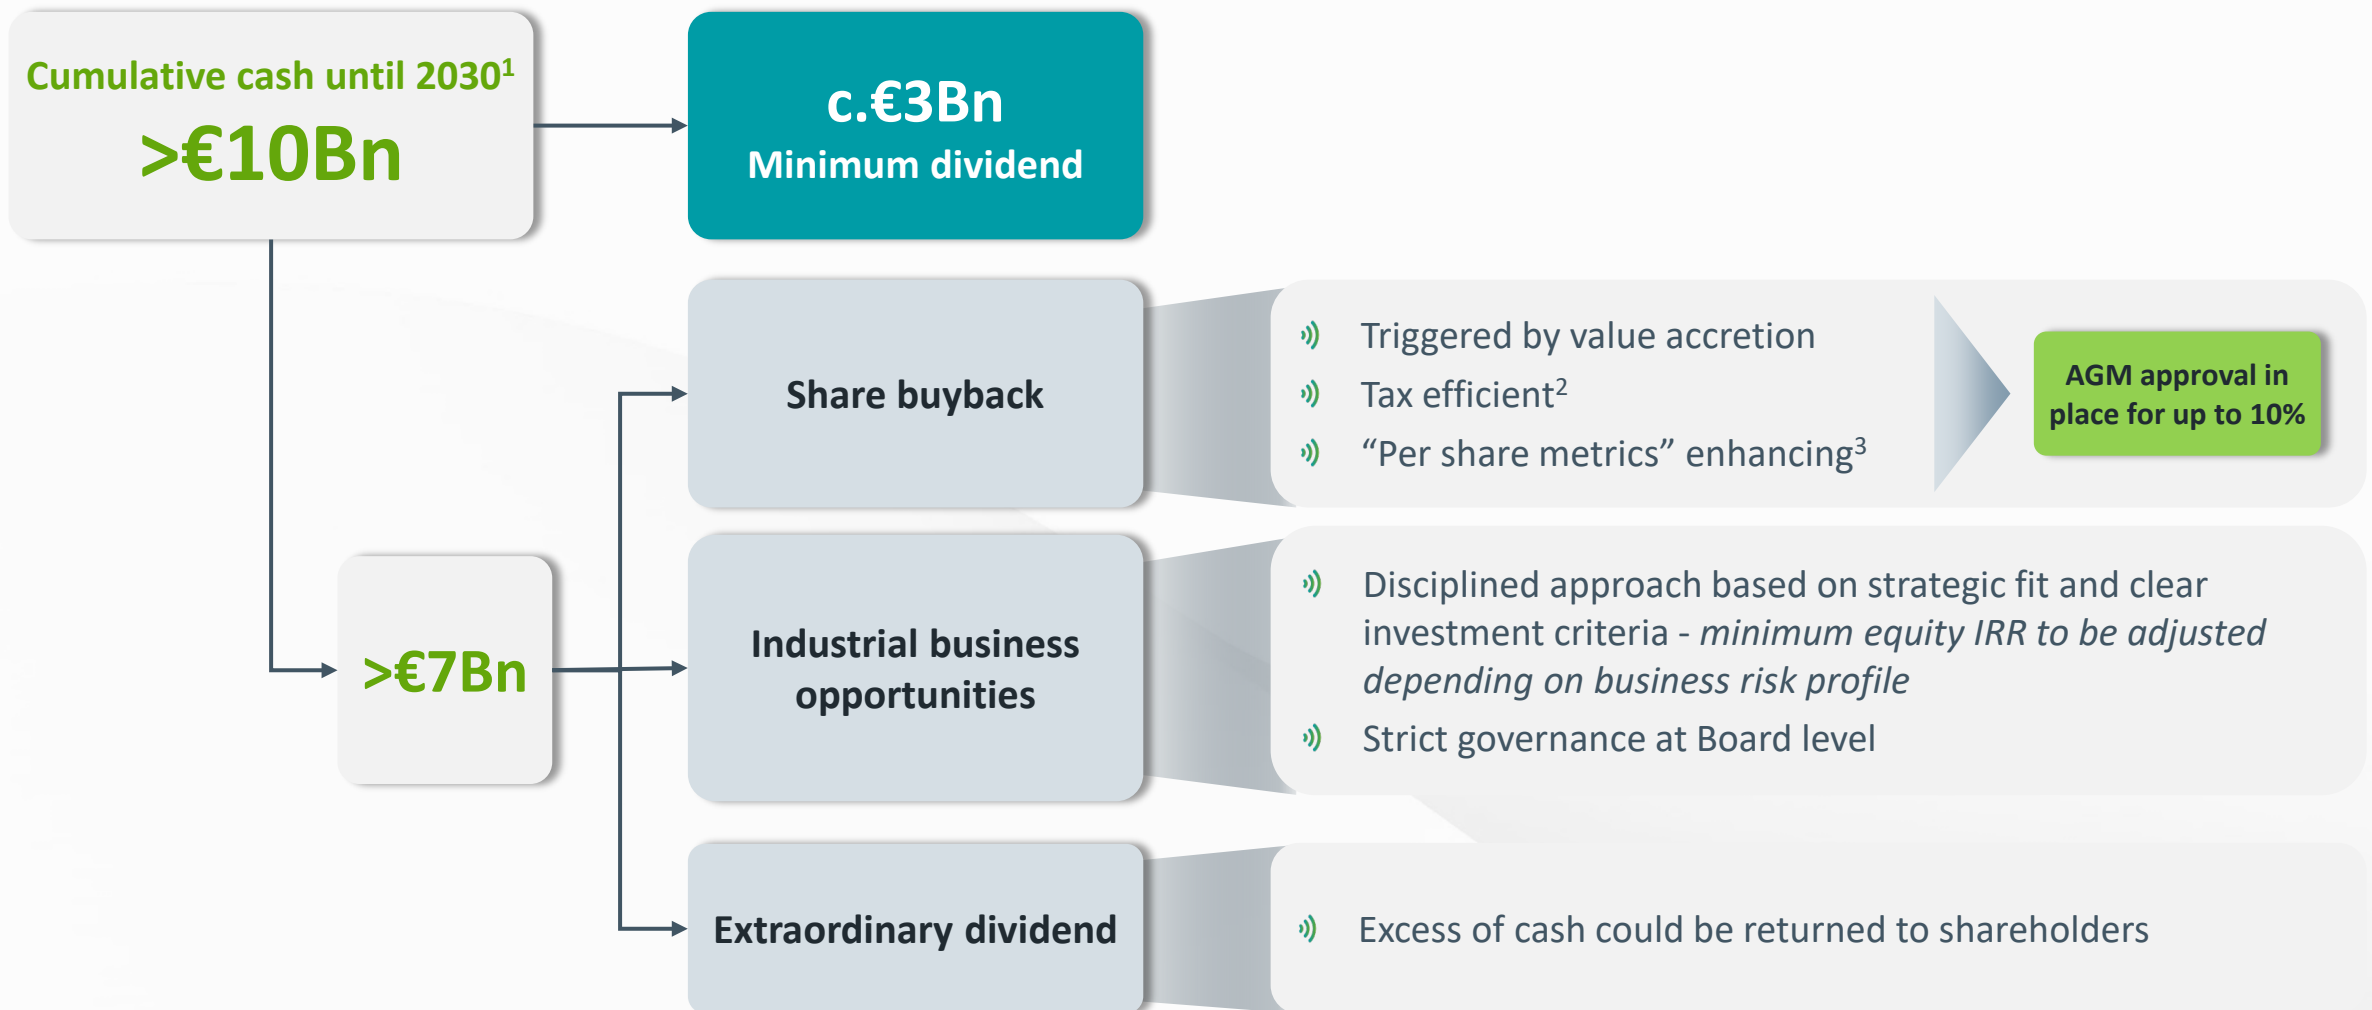 Cumulative cash until 2030¹
>€10Bn
c.€3Bn
Minimum dividend
Share buyback
Triggered by value accretion
Tax efficient²
“Per share metrics” enhancing³
AGM approval in
place for up to 10%
>€7Bn
Industrial business
opportunities
Disciplined approach based on strategic fit and clear
investment criteria - minimum equity IRR to be adjusted
depending on business risk profile
Strict governance at Board level
Extraordinary dividend
Excess of cash could be returned to shareholders